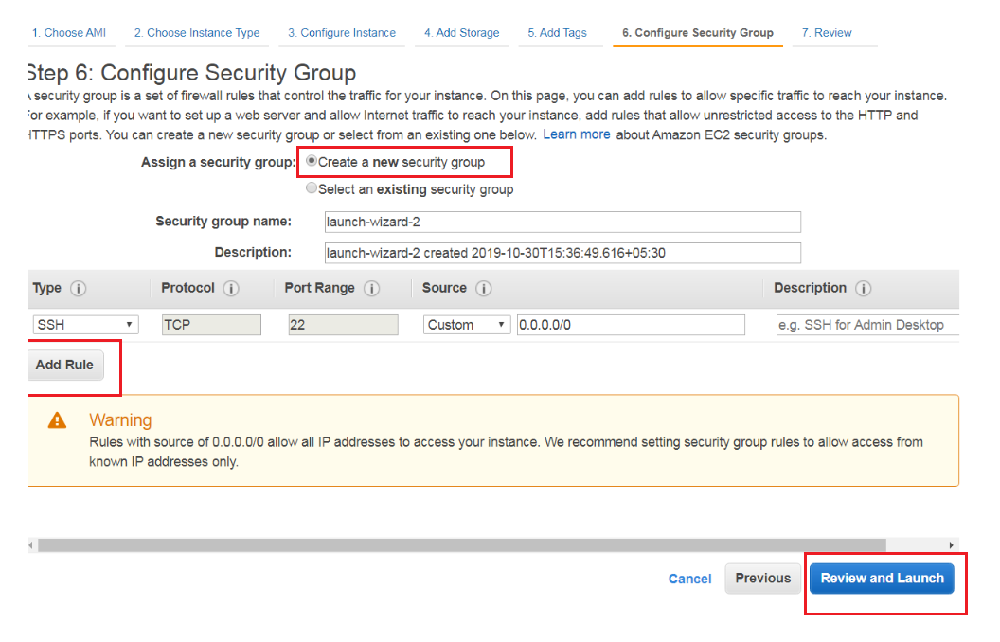 1. Choose AMI 2. Choose Instance Type 3. Configure Instance 4. Add Storage 5. Add Tags 6. Configure Security Group 7. Review
Step 6: Configure Security Group
A security group is a set of firewall rules that control the traffic for your instance. On this page, you can add rules to allow specific traffic to reach your instance.
For example, if you want to set up a web server and allow Internet traffic to reach your instance, add rules that allow unrestricted access to the HTTP and
HTTPS ports. You can create a new security group or select from an existing one below. Learn more about Amazon EC2 security groups.
Assign a security group: Create a new security group
Select an existing security group
Security group name: launch-wizard-2
Description: launch-wizard-2 created 2019-10-30T15:36:49.616+05:30
Type i Protocol i Port Range i Source i Description i
SSH TCP 22 Custom 0.0.0.0/0 e.g. SSH for Admin Desktop
Add Rule
Warning
Rules with source of 0.0.0.0/0 allow all IP addresses to access your instance. We recommend setting security group rules to allow access from
known IP addresses only.
Cancel Previous Review and Launch